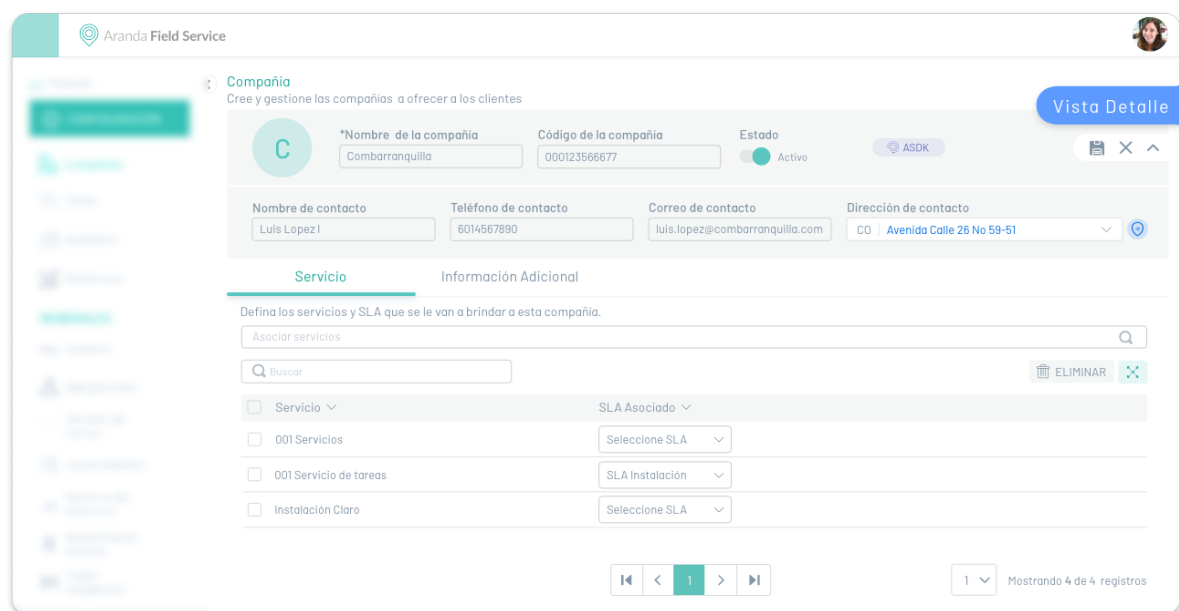 Aranda Field Service
Compañia
Cree y gestione las compañias a ofrecer a los clientes
Vista Detalle
C
*Nombre de la compañia
Código de la compañia
Estado
Combarranquilla
000123566677
Activo
ASDK
Nombre de contacto
Teléfono de contacto
Correo de contacto
Dirección de contacto
Luis Lopez l
6014567890
luis.lopez@combarranquilla.com
CO
Avenida Calle 26 No 59-51
Servicio
Información Adicional
Defina los servicios y SLA que se le van a brindar a esta compañia.
Asociar servicios
Buscar
ELIMINAR
Servicio
SLA Asociado
001 Servicios
Seleccione SLA
001 Servicio de tareas
SLA Instalación
Instalación Claro
Seleccione SLA
1
1
Mostrando 4 de 4 registros